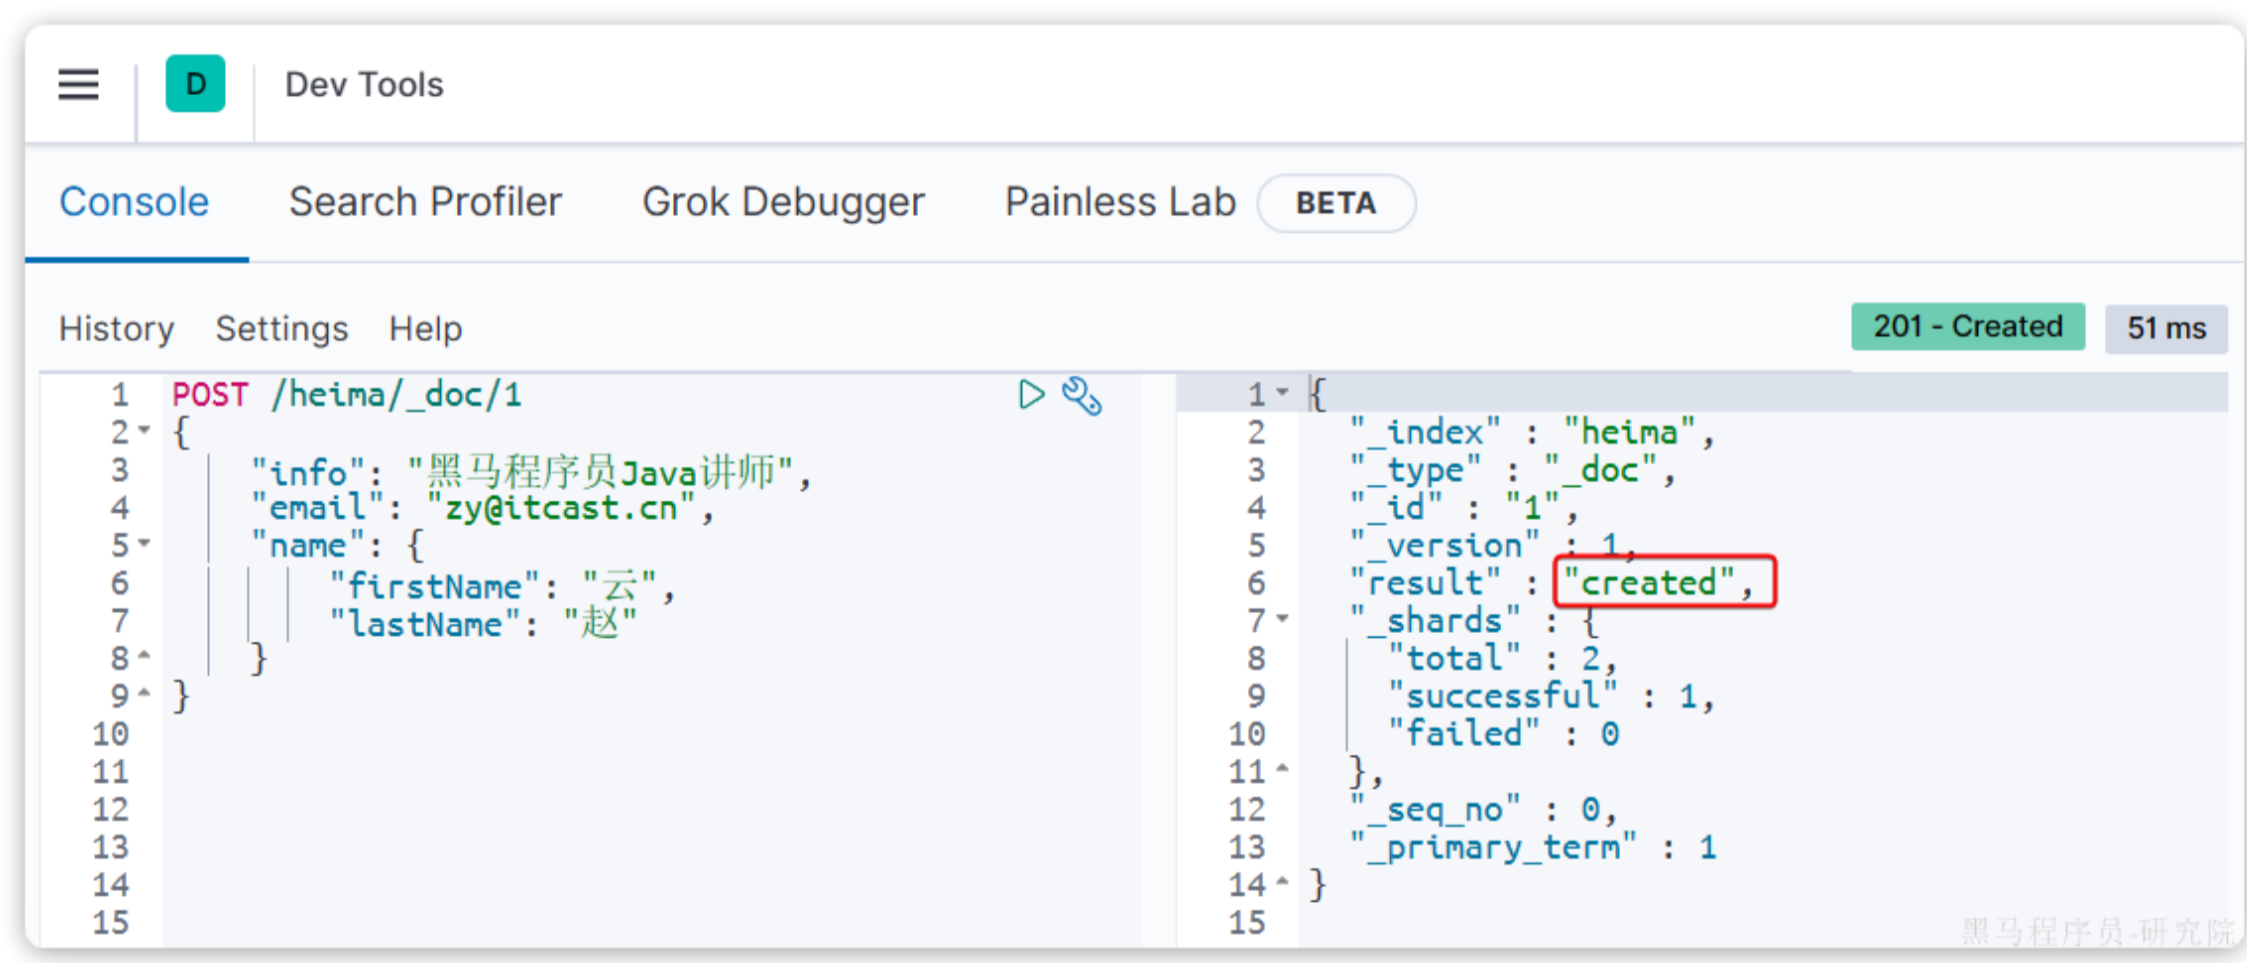 D Dev Tools
Console Search Profiler Grok Debugger Painless Lab BETA
History Settings Help 201 - Created 51 ms
1 POST /heima/_doc/1
2 {
3 "info": "黑马程序员Java讲师",
4 "email": "zy@itcast.cn",
5 "name": {
6 "firstName": "云",
7 "lastName": "赵"
8 }
9 }
10
11
12
13
14
15
1 {
2 "_index" : "heima",
3 "_type" : "_doc",
4 "_id" : "1",
5 "_version" : 1,
6 "result" : "created",
7 "_shards" : {
8 "total" : 2,
9 "successful" : 1,
10 "failed" : 0
11 },
12 "_seq_no" : 0,
13 "_primary_term" : 1
14 }
15
黑马程序员-研究院